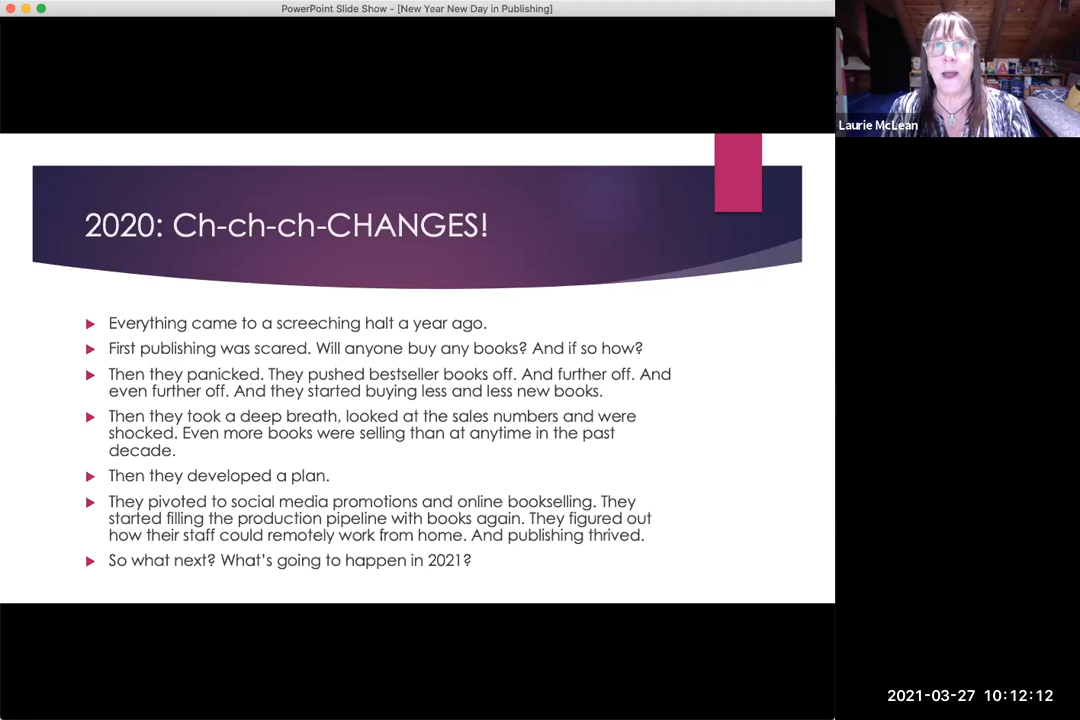 PowerPoint Slide Show - [New Year New Day in Publishing]
Laurie McLean
2020: Ch-ch-ch-CHANGES!
Everything came to a screeching halt a year ago.
First publishing was scared. Will anyone buy any books? And if so how?
Then they panicked. They pushed bestseller books off. And further off. And
even further off. And they started buying less and less new books.
Then they took a deep breath, looked at the sales numbers and were
shocked. Even more books were selling than at anytime in the past
decade.
Then they developed a plan.
They pivoted to social media promotions and online bookselling. They
started filling the production pipeline with books again. They figured out
how their staff could remotely work from home. And publishing thrived.
So what next? What's going to happen in 2021?
2021-03-27 10:12:12